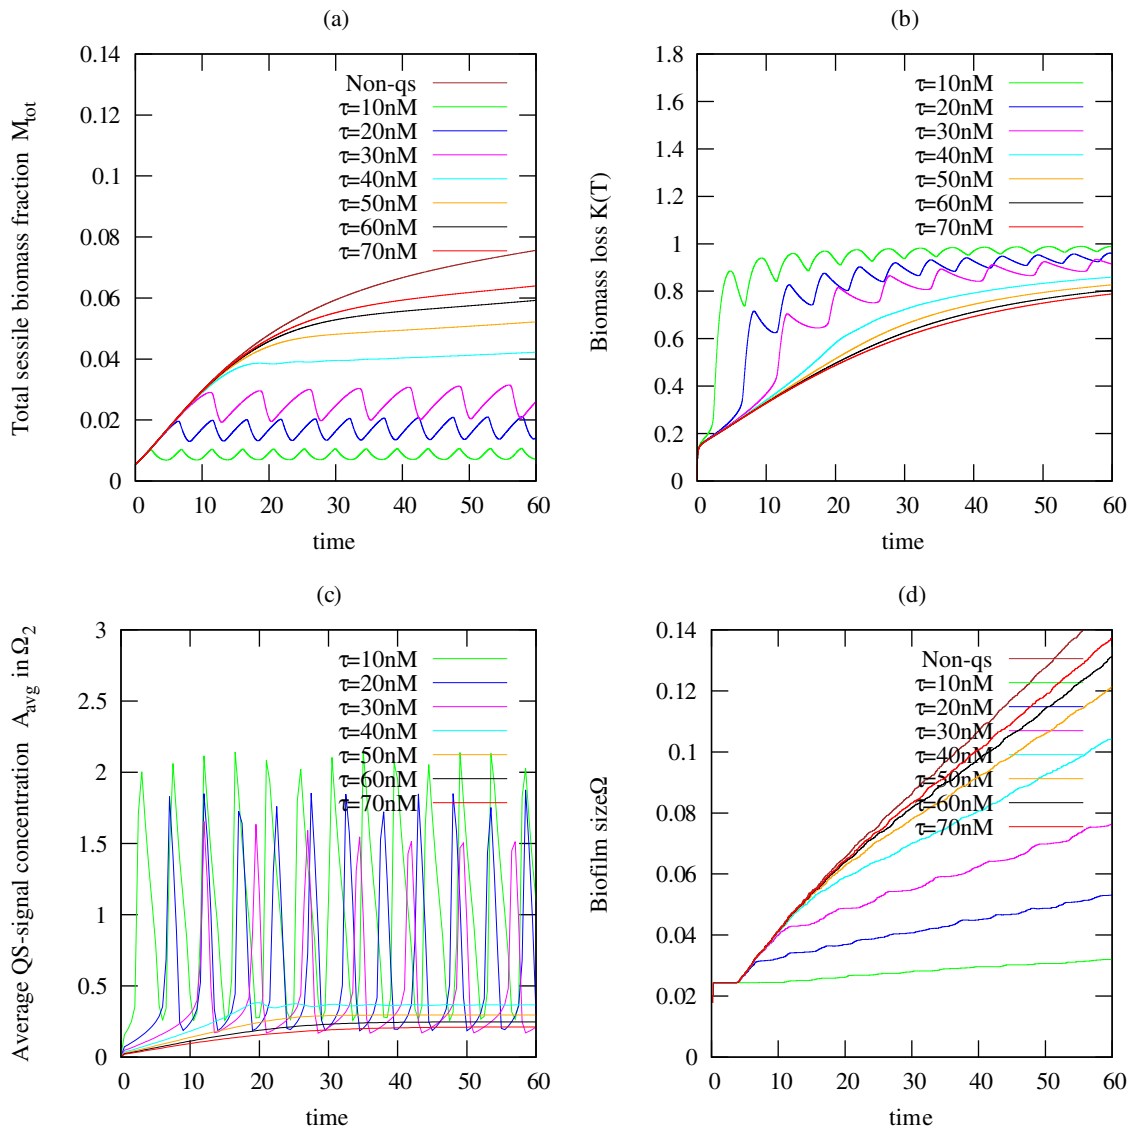 (a)
Total sessile biomass fraction M_tot
0.14
0.12
0.1
0.08
0.06
0.04
0.02
0
Non-qs
τ=10nM
τ=20nM
τ=30nM
τ=40nM
τ=50nM
τ=60nM
τ=70nM
0 10 20 30 40 50 60
time
(b)
Biomass loss K(T)
1.8
1.6
1.4
1.2
1
0.8
0.6
0.4
0.2
0
τ=10nM
τ=20nM
τ=30nM
τ=40nM
τ=50nM
τ=60nM
τ=70nM
0 10 20 30 40 50 60
time
(c)
Average QS-signal concentration A_avg in Ω_2
3
2.5
2
1.5
1
0.5
0
τ=10nM
τ=20nM
τ=30nM
τ=40nM
τ=50nM
τ=60nM
τ=70nM
0 10 20 30 40 50 60
time
(d)
Biofilm sizeΩ
0.14
0.12
0.1
0.08
0.06
0.04
0.02
0
Non-qs
τ=10nM
τ=20nM
τ=30nM
τ=40nM
τ=50nM
τ=60nM
τ=70nM
0 10 20 30 40 50 60
time